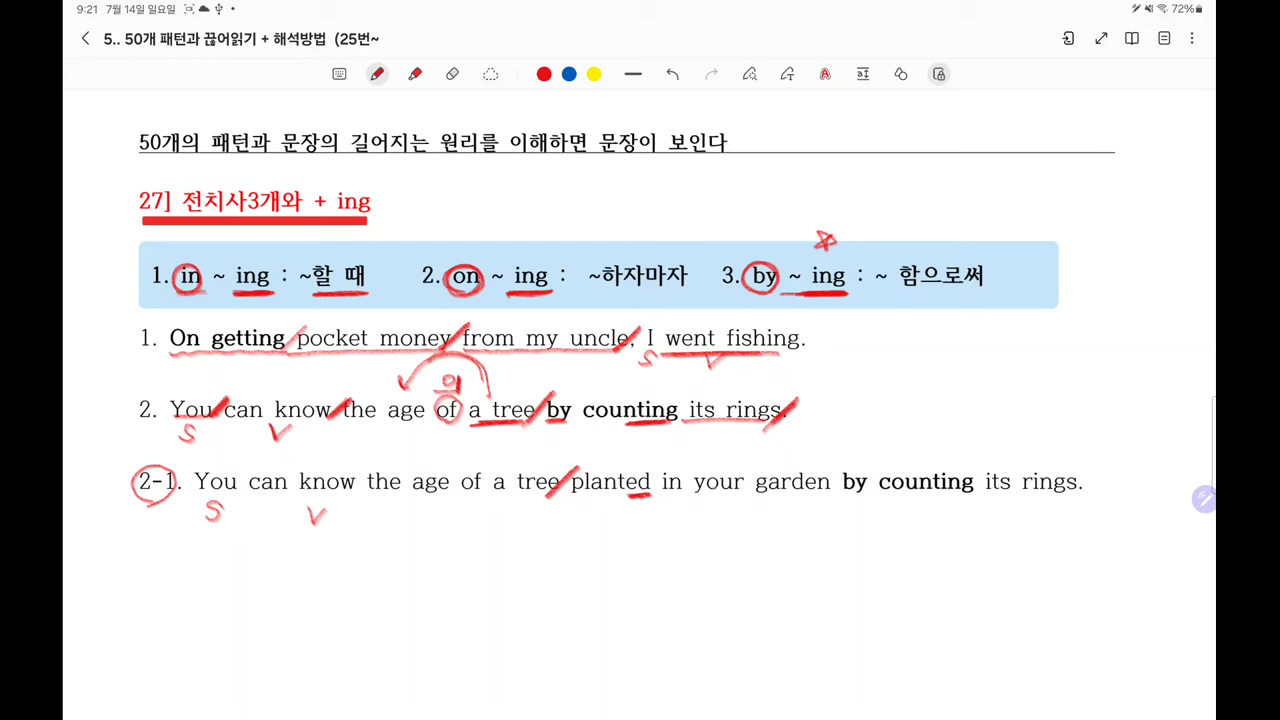 9:21 7월 14일 일요일 72%
5.. 50개 패턴과 끊어읽기 + 해석방법 (25번~
50개의 패턴과 문장의 길어지는 원리를 이해하면 문장이 보인다
27] 전치사3개와 + ing
1. in ~ ing : ~할 때 2. on ~ ing : ~하자마자 3. by ~ ing : ~ 함으로써
1. On getting pocket money from my uncle, I went fishing.
S V
의
2. You can know the age of a tree by counting its rings.
S V
2-1. You can know the age of a tree planted in your garden by counting its rings.
S V